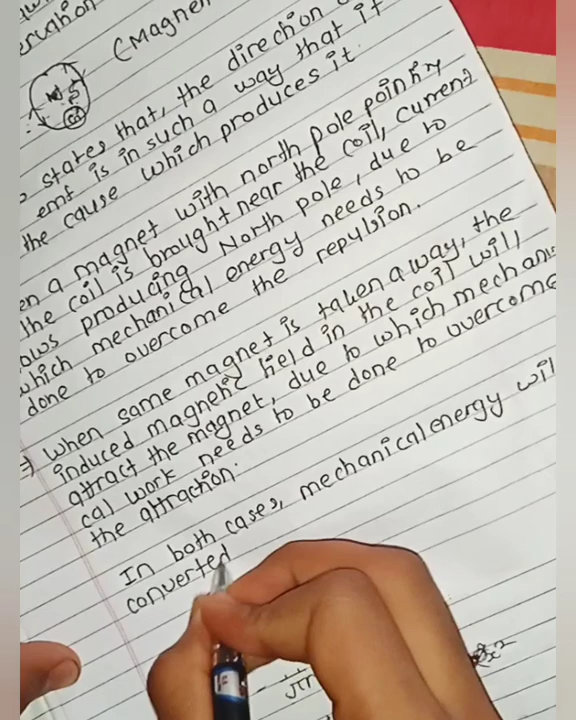 ervation
(Magne
N S
states that, the direction
emf is in such a way that it
the cause which produces it.
en a magnet with north pole pointin
the coil is brought near the coil, current
ows producing North pole, due to
which mechanical energy needs to be
done to overcome the repulsion.
⇒ When same magnet is taken away, the
induced magnetic field in the coil will
attract the magnet, due to which mechani
cal work needs to be done to overcome
the attraction.
In both cases, mechanical energy wil
converted